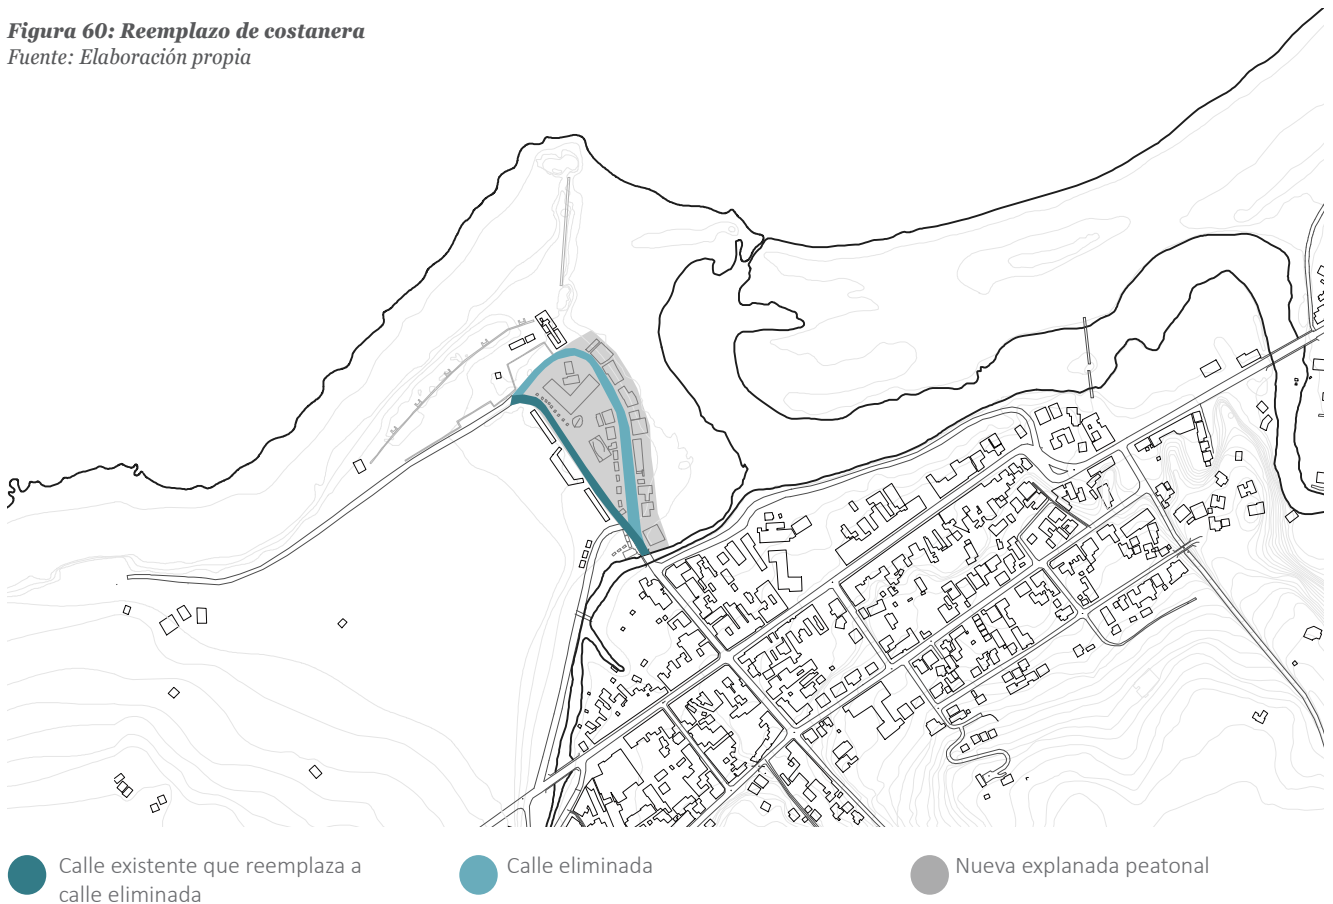 Figura 60: Reemplazo de costanera
Fuente: Elaboración propia
Calle existente que reemplaza a
calle eliminada
Calle eliminada
Nueva explanada peatonal